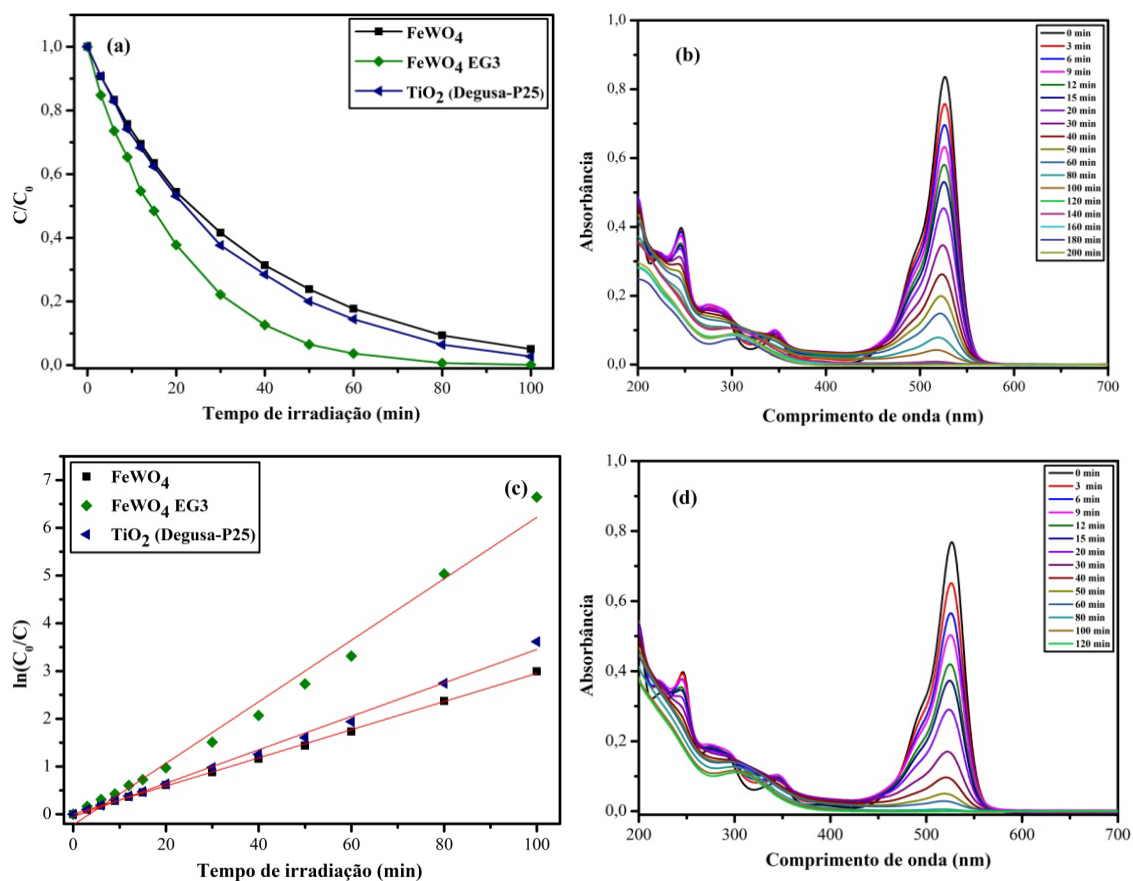 (a)
FeWO4
FeWO4 EG3
TiO2 (Degusa-P25)
C/C0
1,0
0,8
0,6
0,4
0,2
0,0
0 20 40 60 80 100
Tempo de irradiação (min)
(b)
0 min
3 min
6 min
9 min
12 min
15 min
20 min
30 min
40 min
50 min
60 min
80 min
100 min
120 min
140 min
160 min
180 min
200 min
Absorbância
1,0
0,8
0,6
0,4
0,2
0,0
200 300 400 500 600 700
Comprimento de onda (nm)
(c)
FeWO4
FeWO4 EG3
TiO2 (Degusa-P25)
ln(C0/C)
7
6
5
4
3
2
1
0
0 20 40 60 80 100
Tempo de irradiação (min)
(d)
0 min
3 min
6 min
9 min
12 min
15 min
20 min
30 min
40 min
50 min
60 min
80 min
100 min
120 min
Absorbância
1,0
0,8
0,6
0,4
0,2
0,0
200 300 400 500 600 700
Comprimento de onda (nm)